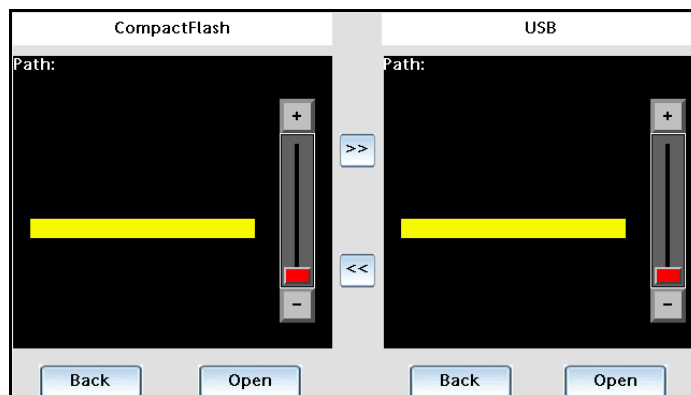 CompactFlash
USB
Path:
Path:
+
+
>>
<<
-
-
Back
Open
Back
Open